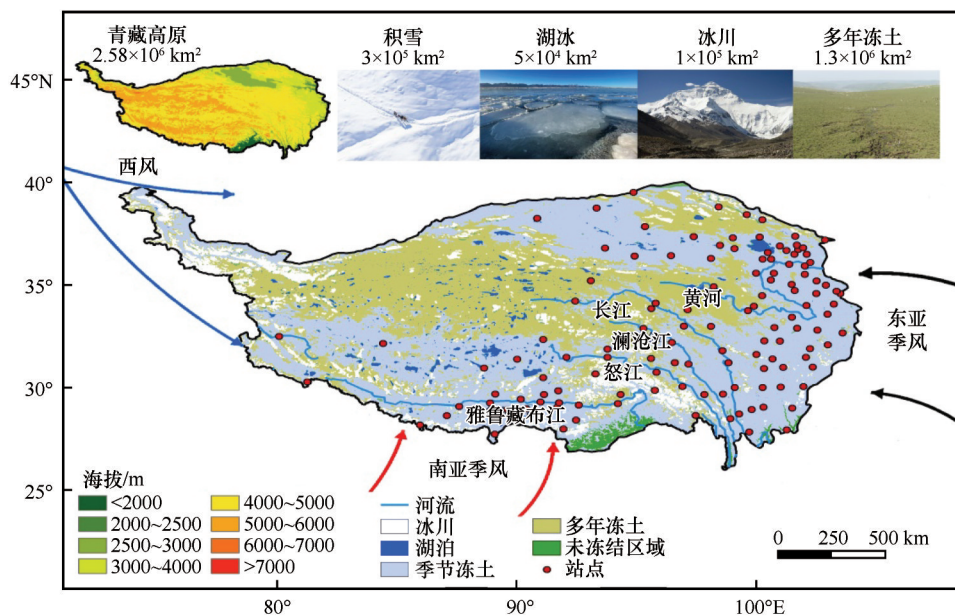 青藏高原
2.58×10⁶ km²
积雪
3×10⁵ km²
湖冰
5×10⁴ km²
冰川
1×10⁵ km²
多年冻土
1.3×10⁶ km²
45°N
40°
35°
30°
25°
西风
长江
黄河
澜沧江
怒江
雅鲁藏布江
东亚
季风
南亚季风
海拔/m
<2000
2000~2500
2500~3000
3000~4000
4000~5000
5000~6000
6000~7000
>7000
河流
冰川
湖泊
季节冻土
多年冻土
未冻结区域
站点
0 250 500 km
80°
90°
100°E